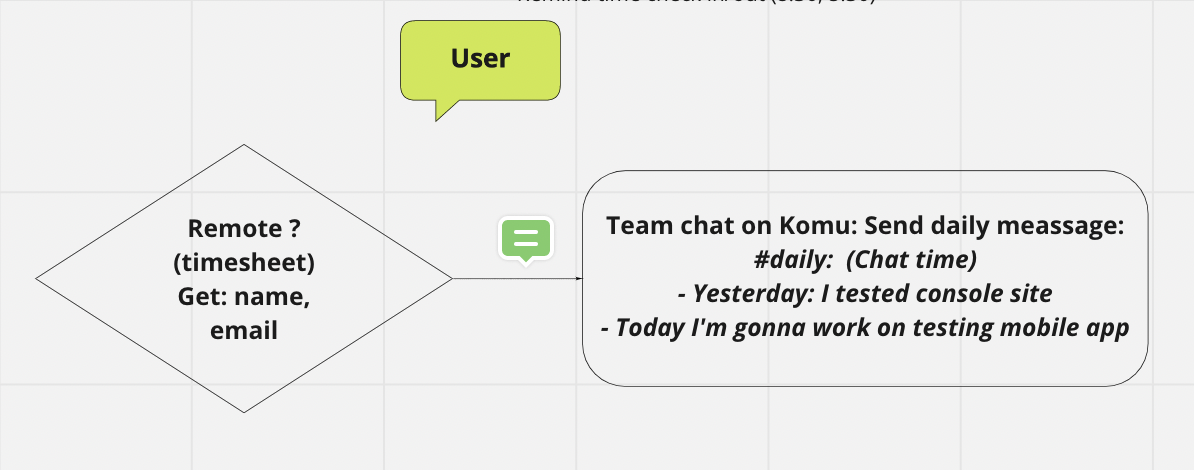 User
Remote ?
(timesheet)
Get: name,
email
Team chat on Komu: Send daily meassage:
#daily:  (Chat time)
- Yesterday: I tested console site
- Today I'm gonna work on testing mobile app